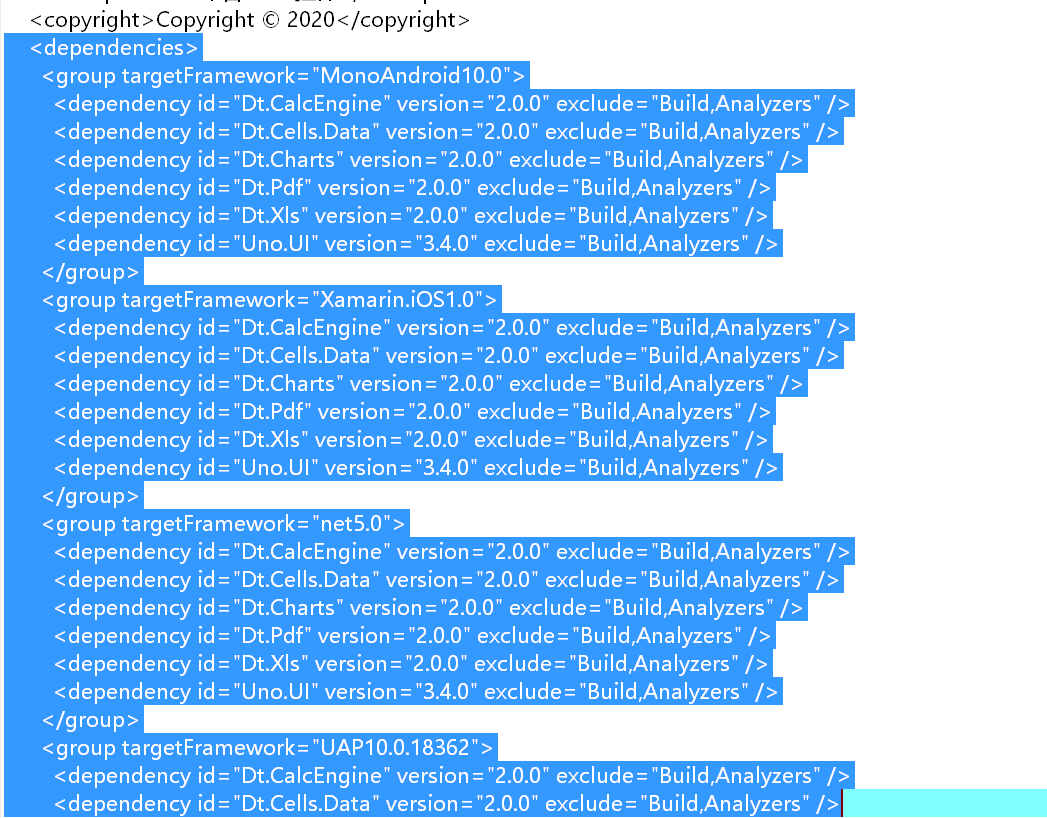 <copyright>Copyright © 2020</copyright>
<dependencies>
<group targetFramework="MonoAndroid10.0">
<dependency id="Dt.CalcEngine" version="2.0.0" exclude="Build,Analyzers" />
<dependency id="Dt.Cells.Data" version="2.0.0" exclude="Build,Analyzers" />
<dependency id="Dt.Charts" version="2.0.0" exclude="Build,Analyzers" />
<dependency id="Dt.Pdf" version="2.0.0" exclude="Build,Analyzers" />
<dependency id="Dt.Xls" version="2.0.0" exclude="Build,Analyzers" />
<dependency id="Uno.UI" version="3.4.0" exclude="Build,Analyzers" />
</group>
<group targetFramework="Xamarin.iOS1.0">
<dependency id="Dt.CalcEngine" version="2.0.0" exclude="Build,Analyzers" />
<dependency id="Dt.Cells.Data" version="2.0.0" exclude="Build,Analyzers" />
<dependency id="Dt.Charts" version="2.0.0" exclude="Build,Analyzers" />
<dependency id="Dt.Pdf" version="2.0.0" exclude="Build,Analyzers" />
<dependency id="Dt.Xls" version="2.0.0" exclude="Build,Analyzers" />
<dependency id="Uno.UI" version="3.4.0" exclude="Build,Analyzers" />
</group>
<group targetFramework="net5.0">
<dependency id="Dt.CalcEngine" version="2.0.0" exclude="Build,Analyzers" />
<dependency id="Dt.Cells.Data" version="2.0.0" exclude="Build,Analyzers" />
<dependency id="Dt.Charts" version="2.0.0" exclude="Build,Analyzers" />
<dependency id="Dt.Pdf" version="2.0.0" exclude="Build,Analyzers" />
<dependency id="Dt.Xls" version="2.0.0" exclude="Build,Analyzers" />
<dependency id="Uno.UI" version="3.4.0" exclude="Build,Analyzers" />
</group>
<group targetFramework="UAP10.0.18362">
<dependency id="Dt.CalcEngine" version="2.0.0" exclude="Build,Analyzers" />
<dependency id="Dt.Cells.Data" version="2.0.0" exclude="Build,Analyzers" />